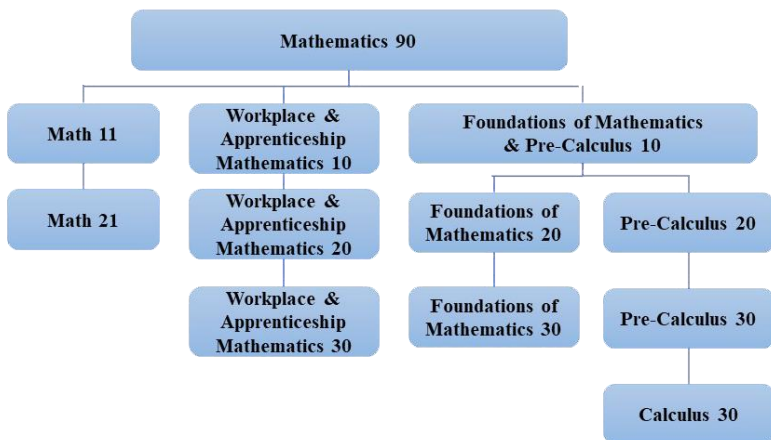 Mathematics 90
Math 11
Workplace &
Apprenticeship
Mathematics 10
Foundations of Mathematics
& Pre-Calculus 10
Math 21
Workplace &
Apprenticeship
Mathematics 20
Foundations of
Mathematics 20
Pre-Calculus 20
Workplace &
Apprenticeship
Mathematics 30
Foundations of
Mathematics 30
Pre-Calculus 30
Calculus 30